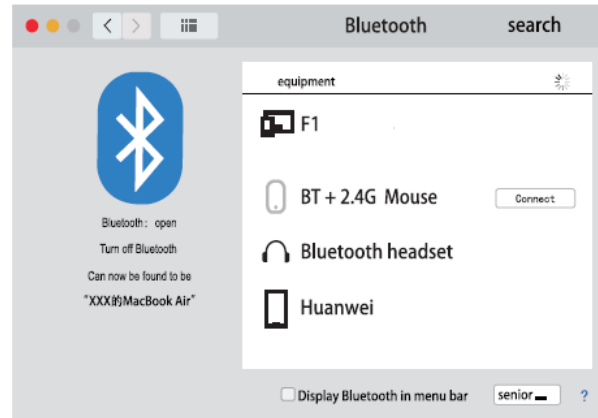 Bluetooth search
equipment
F1
BT + 2.4G Mouse Connect
Bluetooth headset
Huanwei
Bluetooth: open
Turn off Bluetooth
Can now be found to be
"XXX的MacBook Air"
Display Bluetooth in menu bar senior ?